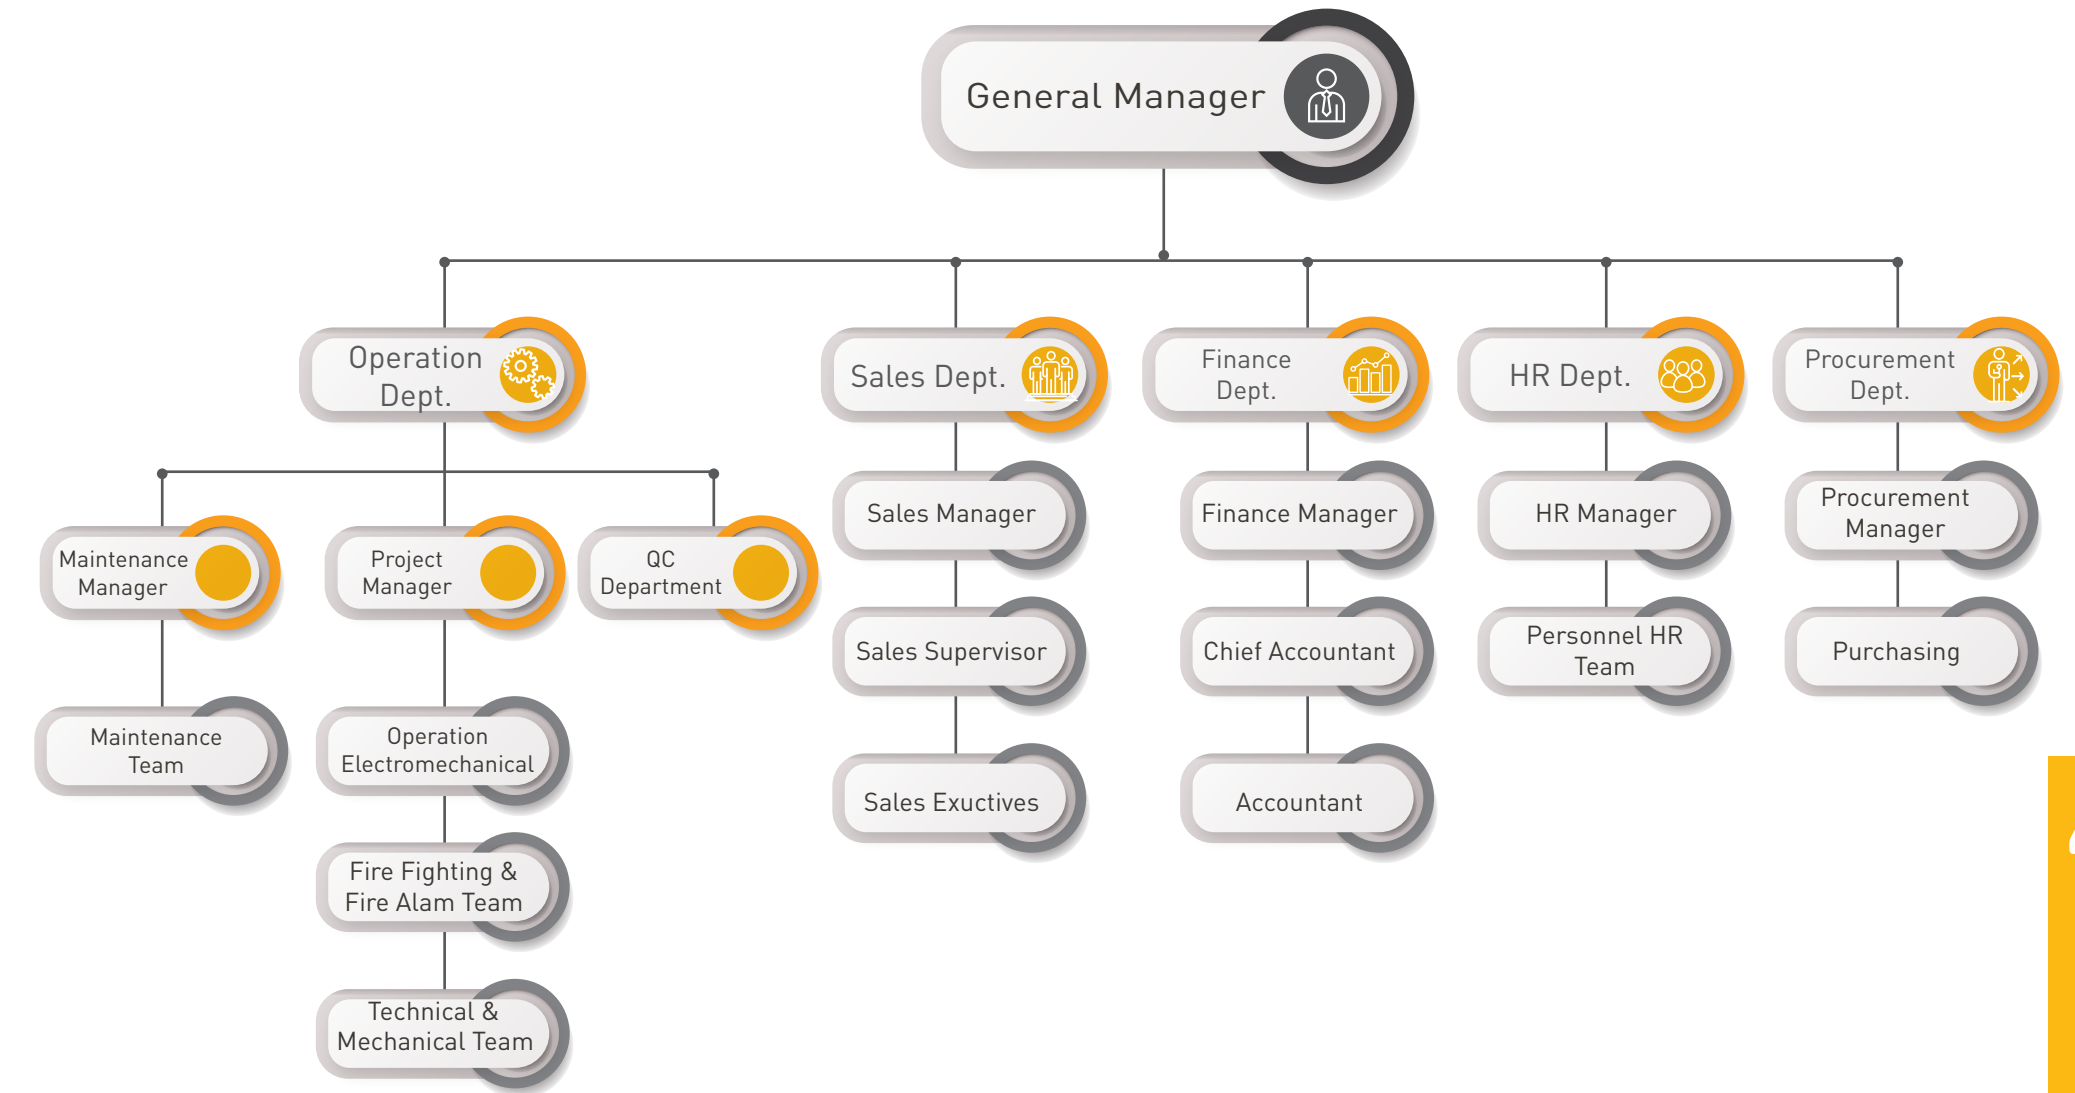 General Manager
Operation
Dept.
Sales Dept.
Finance
Dept.
HR Dept.
Procurement
Dept.
Maintenance
Manager
Project
Manager
QC
Department
Sales Manager
Finance Manager
HR Manager
Procurement
Manager
Sales Supervisor
Chief Accountant
Personnel HR
Team
Purchasing
Maintenance
Team
Operation
Electromechanical
Sales Exuctives
Accountant
Fire Fighting &
Fire Alam Team
Technical &
Mechanical Team